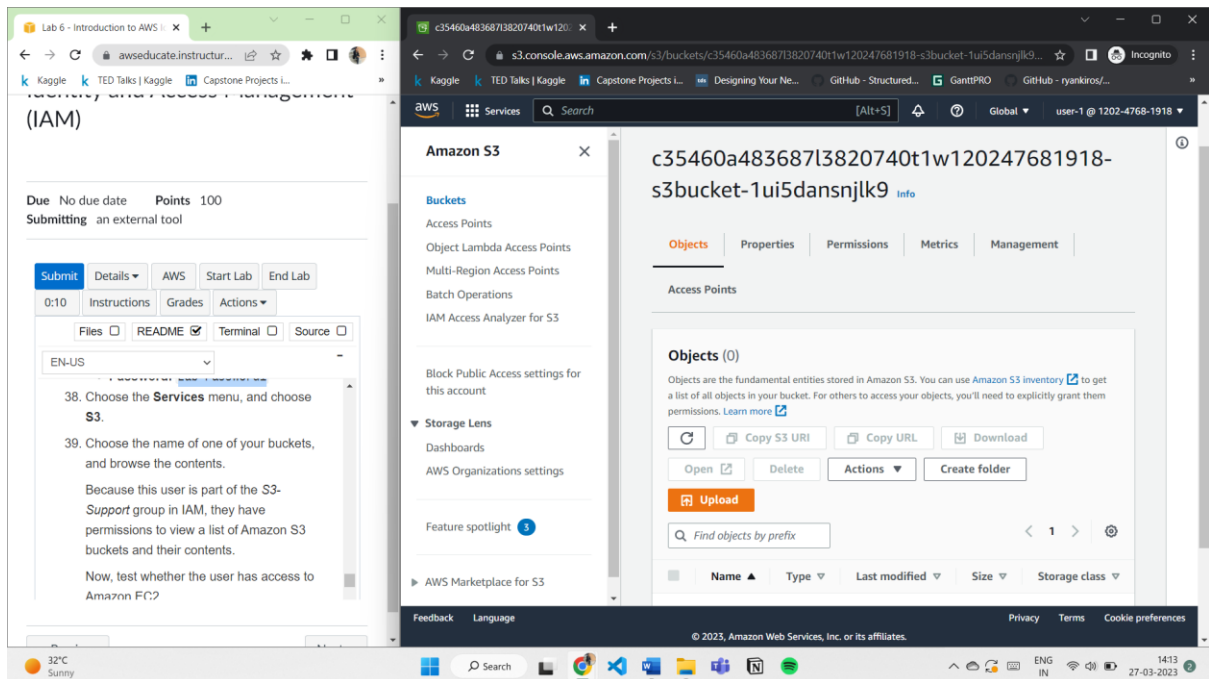 Lab 6 - Introduction to AWS I
awseducate.instructur...
Kaggle
TED Talks | Kaggle
Capstone Projects i...
»
Identity and Access Management
(IAM)
Due No due date Points 100
Submitting an external tool
Submit Details AWS Start Lab End Lab
0:10 Instructions Grades Actions
Files README Terminal Source
EN-US
38. Choose the Services menu, and choose
S3.
39. Choose the name of one of your buckets,
and browse the contents.
Because this user is part of the S3-
Support group in IAM, they have
permissions to view a list of Amazon S3
buckets and their contents.
Now, test whether the user has access to
Amazon EC2
c35460a483687l3820740t1w120
s3.console.aws.amazon.com/s3/buckets/c35460a483687l3820740t1w120247681918-s3bucket-1ui5dansnjlk9...
Incognito
Kaggle
TED Talks | Kaggle
Capstone Projects i...
Designing Your Ne...
GitHub - Structured...
GanttPRO
GitHub - ryankiros/...
»
aws Services Search [Alt+S] Global user-1 @ 1202-4768-1918
Amazon S3
Buckets
Access Points
Object Lambda Access Points
Multi-Region Access Points
Batch Operations
IAM Access Analyzer for S3
Block Public Access settings for
this account
Storage Lens
Dashboards
AWS Organizations settings
Feature spotlight 3
AWS Marketplace for S3
c35460a483687l3820740t1w120247681918-
s3bucket-1ui5dansnjlk9 Info
Objects Properties Permissions Metrics Management
Access Points
Objects (0)
Objects are the fundamental entities stored in Amazon S3. You can use Amazon S3 inventory to get
a list of all objects in your bucket. For others to access your objects, you'll need to explicitly grant them
permissions. Learn more
Copy S3 URI Copy URL Download
Open Delete Actions Create folder
Upload
Find objects by prefix
1
Name Type Last modified Size Storage class
Feedback Language Privacy Terms Cookie preferences
© 2023, Amazon Web Services, Inc. or its affiliates.
32°C
Sunny
Search
ENG
IN
14:13
27-03-2023
2